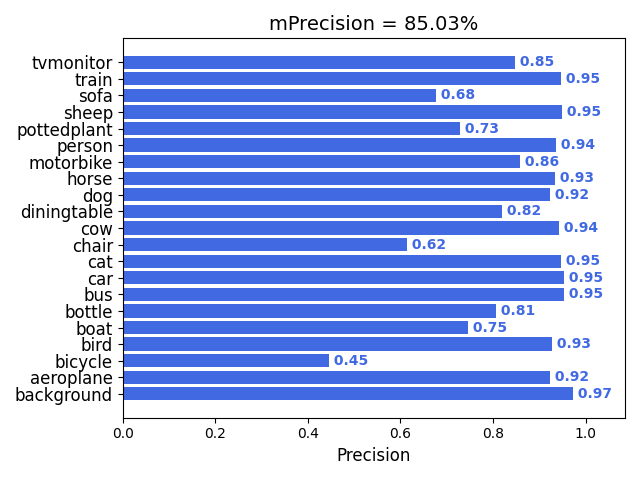 mPrecision = 85.03%
tvmonitor 0.85
train 0.95
sofa 0.68
sheep 0.95
pottedplant 0.73
person 0.94
motorbike 0.86
horse 0.93
dog 0.92
diningtable 0.82
cow 0.94
chair 0.62
cat 0.95
car 0.95
bus 0.95
bottle 0.81
boat 0.75
bird 0.93
bicycle 0.45
aeroplane 0.92
background 0.97
0.0 0.2 0.4 0.6 0.8 1.0
Precision